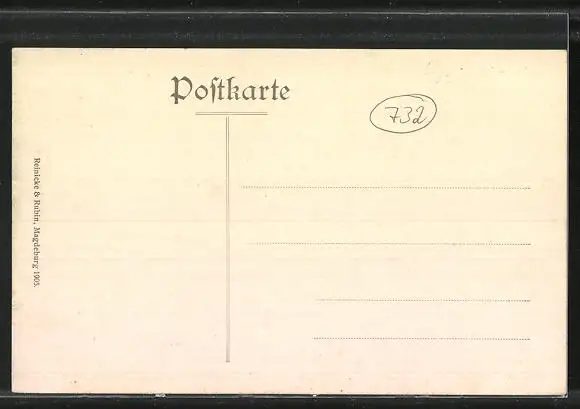 Poſtkarte
732
Reinicke & Rubin, Magdeburg 1905.